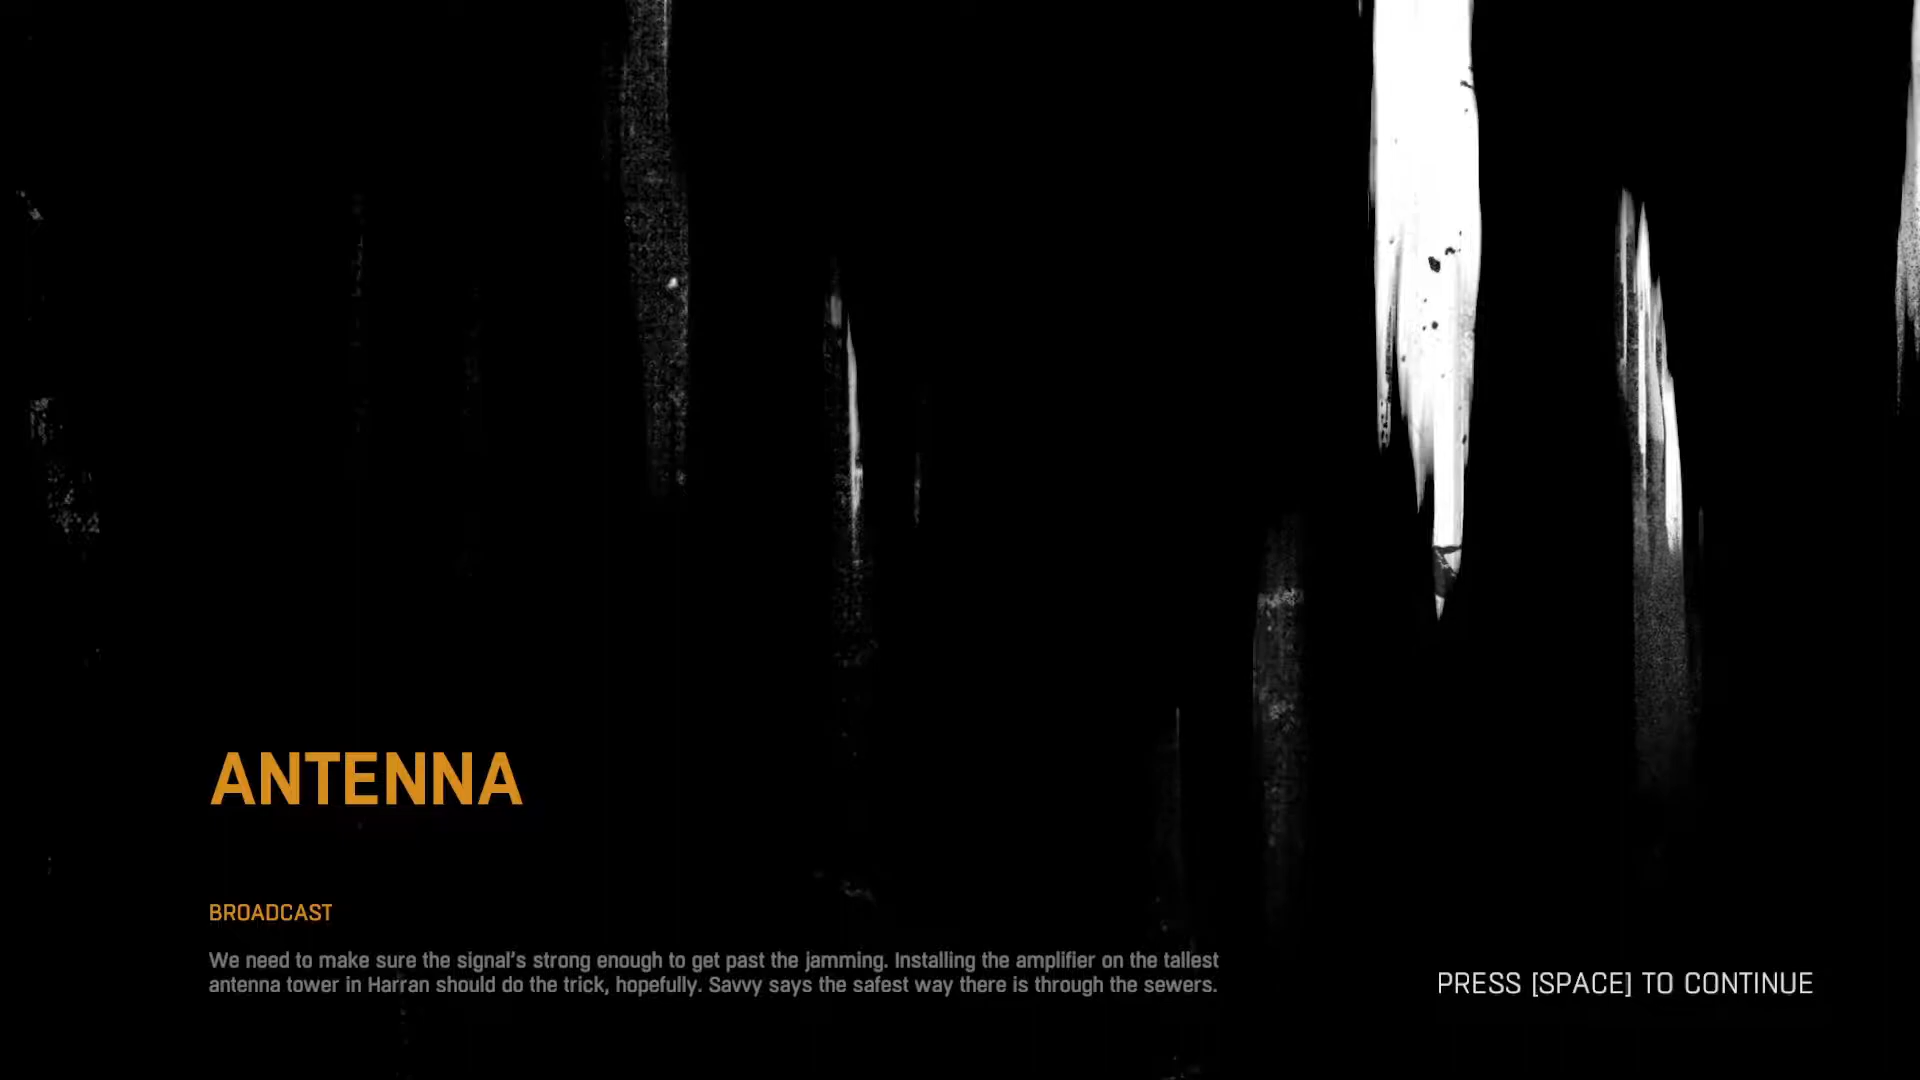 ANTENNA
BROADCAST
We need to make sure the signal's strong enough to get past the jamming. Installing the amplifier on the tallest
antenna tower in Harran should do the trick, hopefully. Savvy says the safest way there is through the sewers.
PRESS [SPACE] TO CONTINUE